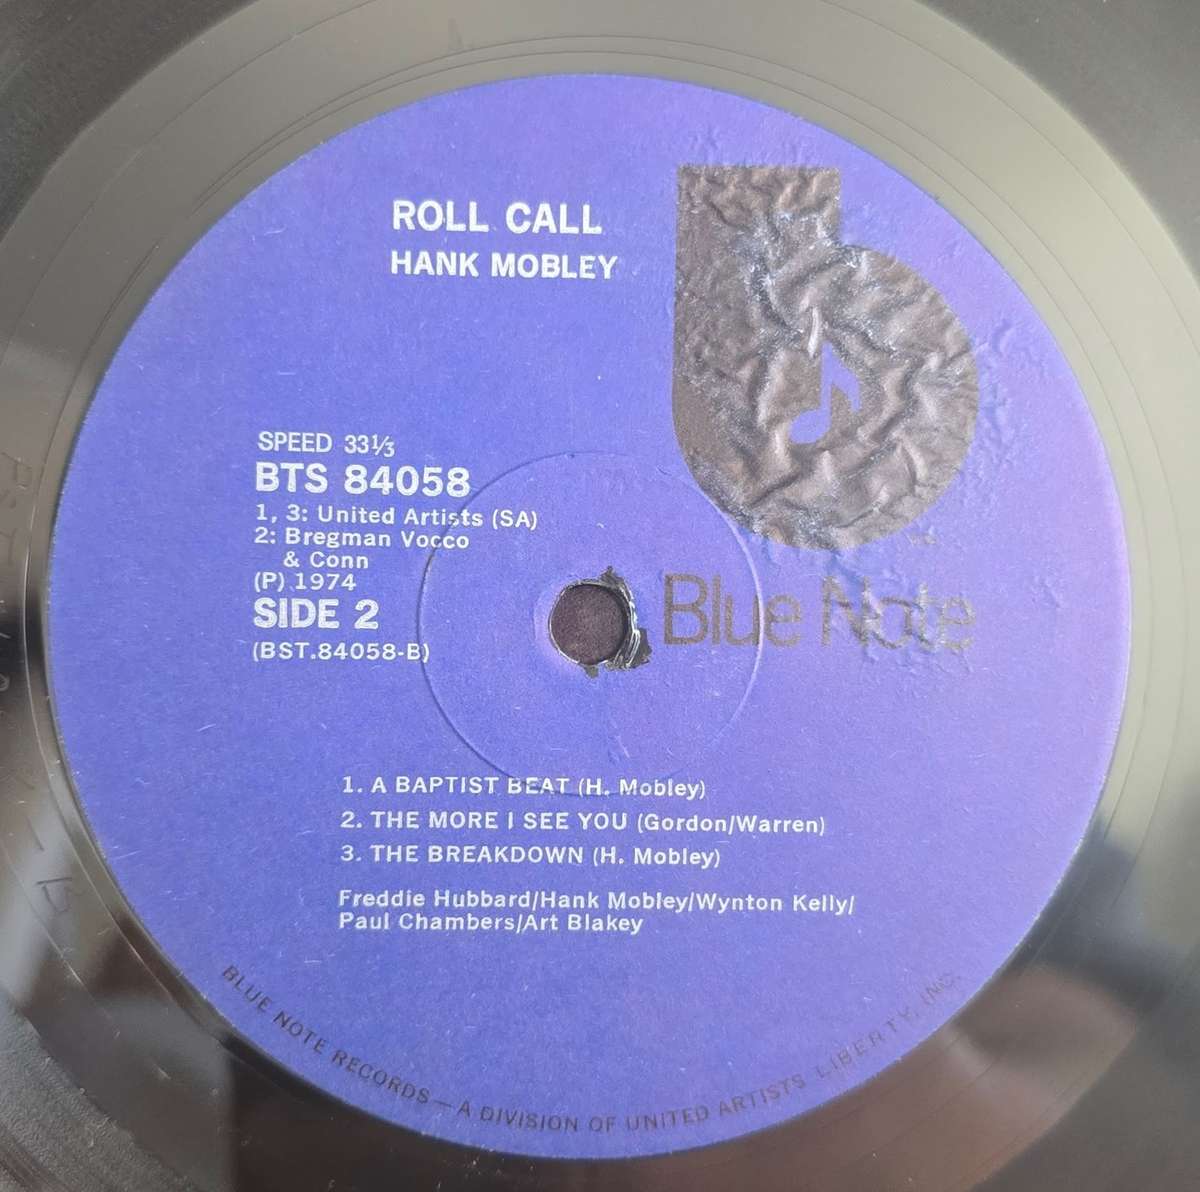 ROLL CALL
HANK MOBLEY
SPEED 33⅓
BTS 84058
1, 3: United Artists (SA)
2: Bregman Vocco
& Conn
(P) 1974
SIDE 2
(BST.84058-B)
Blue Note
1. A BAPTIST BEAT (H. Mobley)
2. THE MORE I SEE YOU (Gordon/Warren)
3. THE BREAKDOWN (H. Mobley)
Freddie Hubbard/Hank Mobley/Wynton Kelly/
Paul Chambers/Art Blakey
BLUE NOTE RECORDS — A DIVISION OF UNITED ARTISTS LIBERTY, INC.